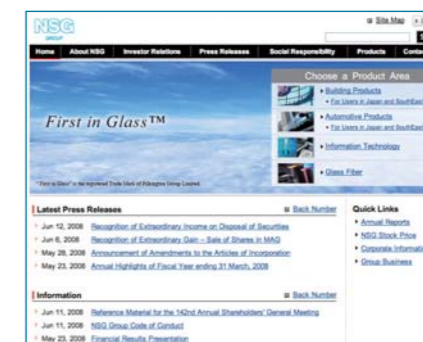 NSG
GROUP
Site Map
Home About NSG Investor Relations Press Releases Social Responsibility Products
Choose a Product Area
Building Products
For Users in Japan and SouthEast
Automotive Products
For Users in Japan and SouthEast
Information Technology
Glass Fiber
First in Glass™
"First in Glass" is the registered Trade Mark of Pilkington Group Limited.
Latest Press Releases Back Number
Jun 12, 2008 Recognition of Extraordinary Income on Disposal of Securities
Jun 6, 2008 Recognition of Extraordinary Gain – Sale of Shares in MAG
May 28, 2008 Announcement of Amendments to the Articles of Incorporation
May 23, 2008 Annual Highlights of Fiscal Year ending 31 March, 2008
Quick Links
Annual Reports
NSG Stock Price
Corporate Informati
Group Business
Information Back Number
Jun 11, 2008 Reference Material for the 142nd Annual Shareholders' General Meeting
Jun 11, 2008 NSG Group Code of Conduct
May 23, 2008 Financial Results Presentation